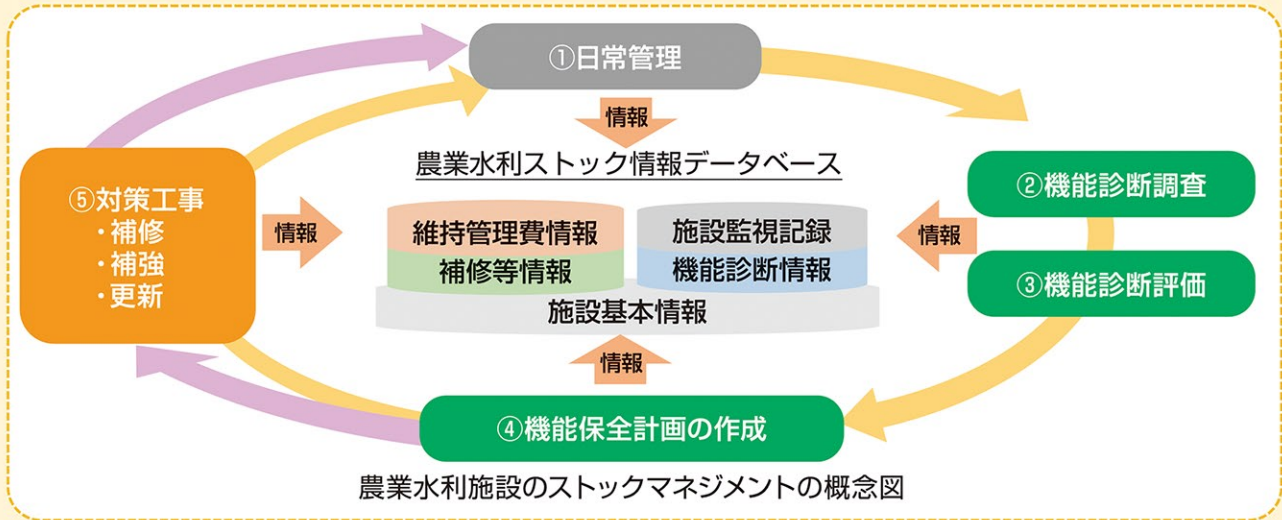 ①日常管理
情報
農業水利ストック情報データベース
②機能診断調査
⑤対策工事
・補修
・補強
・更新
情報
維持管理費情報
施設監視記録
情報
補修等情報
機能診断情報
③機能診断評価
施設基本情報
情報
④機能保全計画の作成
農業水利施設のストックマネジメントの概念図